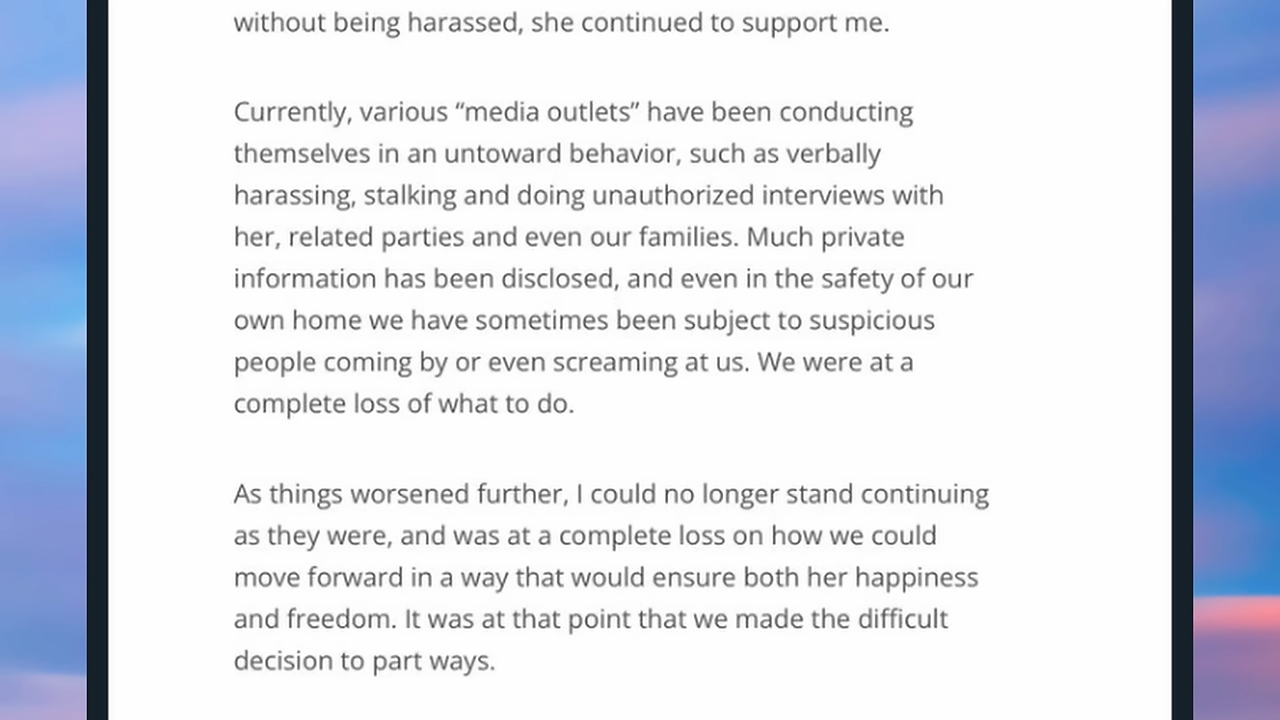 without being harassed, she continued to support me.
Currently, various “media outlets” have been conducting
themselves in an untoward behavior, such as verbally
harassing, stalking and doing unauthorized interviews with
her, related parties and even our families. Much private
information has been disclosed, and even in the safety of our
own home we have sometimes been subject to suspicious
people coming by or even screaming at us. We were at a
complete loss of what to do.
As things worsened further, I could no longer stand continuing
as they were, and was at a complete loss on how we could
move forward in a way that would ensure both her happiness
and freedom. It was at that point that we made the difficult
decision to part ways.